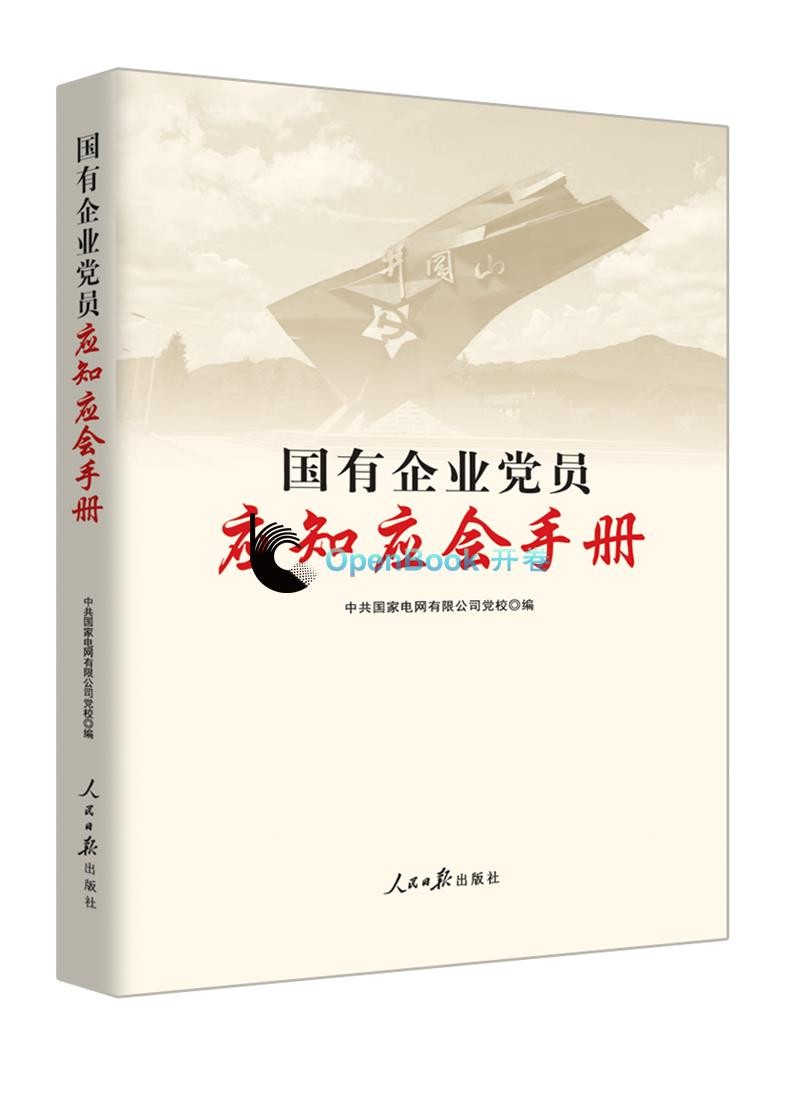 国有企业党员应知应会手册
中共国家电网有限公司党校◎编
人民日报出版社
井冈山
国有企业党员
应知应会手册
OpenBook 开卷
中共国家电网有限公司党校◎编
人民日报出版社